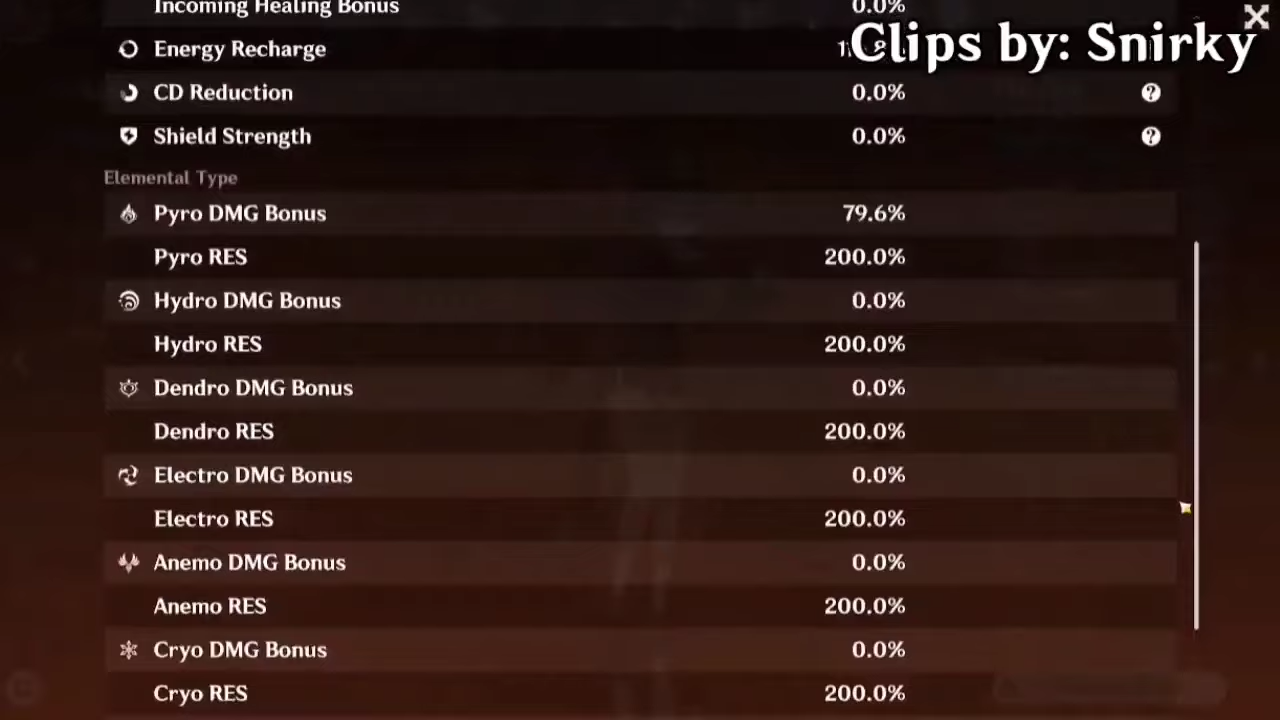 Incoming Healing Bonus 0.0%
Clips by: Snirky
Energy Recharge
CD Reduction 0.0% ?
Shield Strength 0.0% ?
Elemental Type
Pyro DMG Bonus 79.6%
Pyro RES 200.0%
Hydro DMG Bonus 0.0%
Hydro RES 200.0%
Dendro DMG Bonus 0.0%
Dendro RES 200.0%
Electro DMG Bonus 0.0%
Electro RES 200.0%
Anemo DMG Bonus 0.0%
Anemo RES 200.0%
Cryo DMG Bonus 0.0%
Cryo RES 200.0%